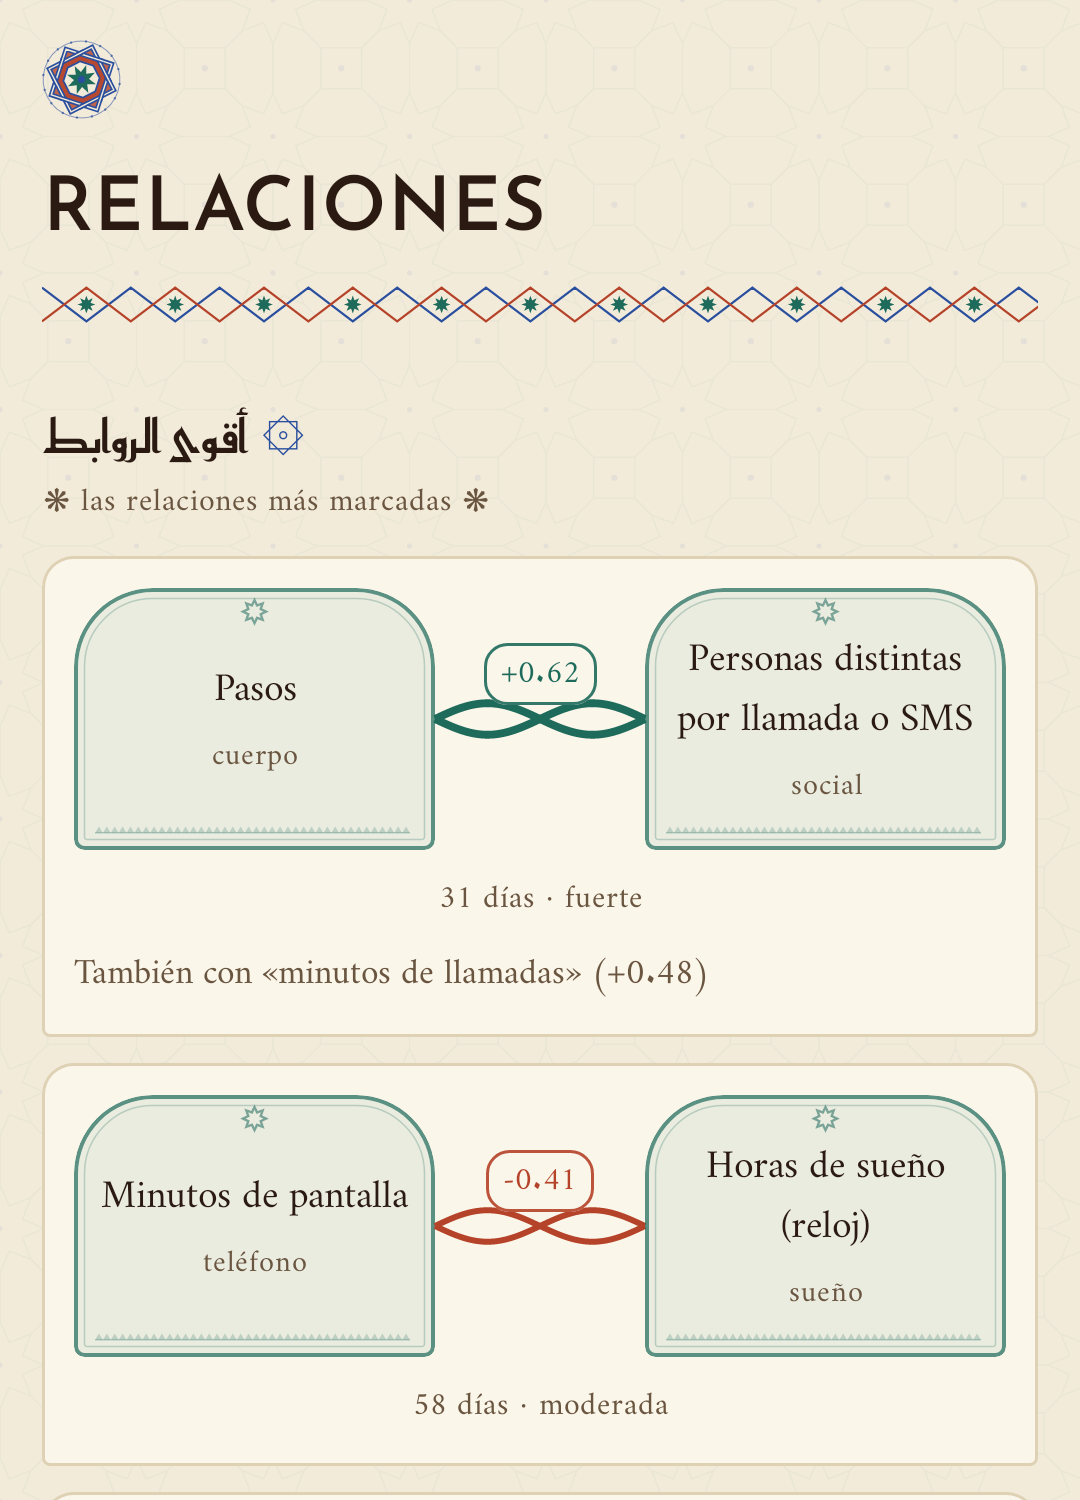 RELACIONES
أقوى الروابط
las relaciones más marcadas
Pasos
cuerpo
+0.62
Personas distintas
por llamada o SMS
social
31 días · fuerte
También con «minutos de llamadas» (+0.48)
Minutos de pantalla
teléfono
-0.41
Horas de sueño
(reloj)
sueño
58 días · moderada